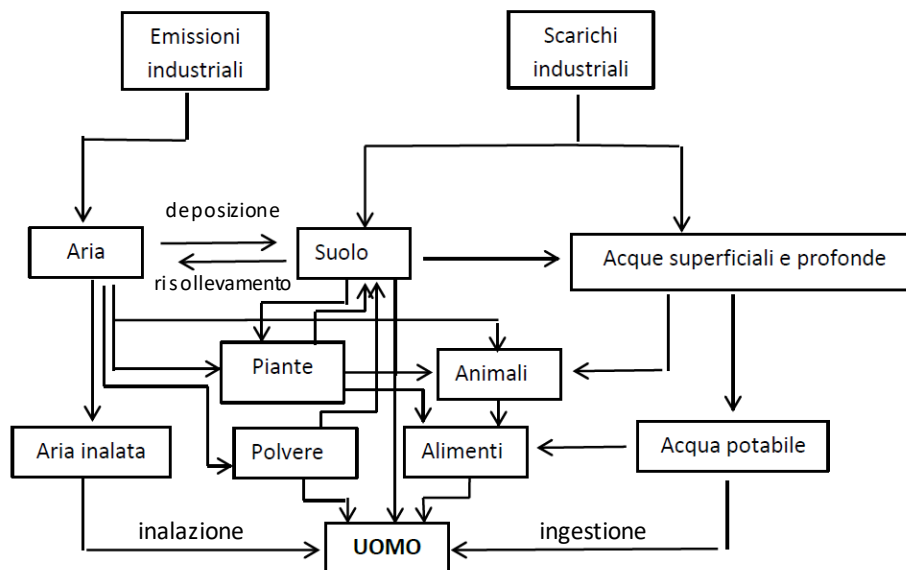 Emissioni
industriali
Scarichi
industriali
deposizione
Aria
Suolo
Acque superficiali e profonde
risollevamento
Piante
Animali
Aria inalata
Polvere
Alimenti
Acqua potabile
inalazione
UOMO
ingestione